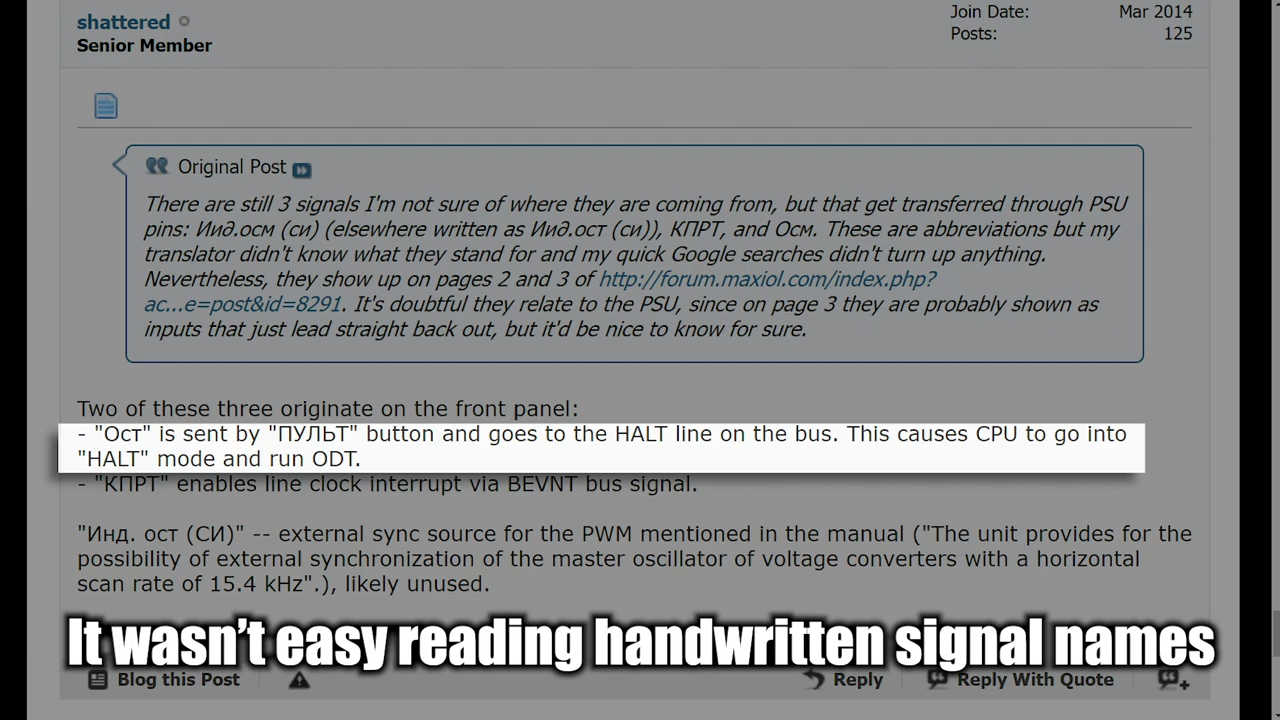 shattered
Senior Member
Join Date: Mar 2014
Posts: 125
Original Post
There are still 3 signals I'm not sure of where they are coming from, but that get transferred through PSU
pins: Иид.осм (си) (elsewhere written as Иид.ост (си)), КПРТ, and Осм. These are abbreviations but my
translator didn't know what they stand for and my quick Google searches didn't turn up anything.
Nevertheless, they show up on pages 2 and 3 of http://forum.maxiol.com/index.php?
ac...e=post&id=8291. It's doubtful they relate to the PSU, since on page 3 they are probably shown as
inputs that just lead straight back out, but it'd be nice to know for sure.
Two of these three originate on the front panel:
- "Ост" is sent by "ПУЛЬТ" button and goes to the HALT line on the bus. This causes CPU to go into
"HALT" mode and run ODT.
- "КПРТ" enables line clock interrupt via BEVNT bus signal.
"Инд. ост (СИ)" -- external sync source for the PWM mentioned in the manual ("The unit provides for the
possibility of external synchronization of the master oscillator of voltage converters with a horizontal
scan rate of 15.4 kHz".), likely unused.
It wasn't easy reading handwritten signal names
Blog this Post
Reply
Reply With Quote